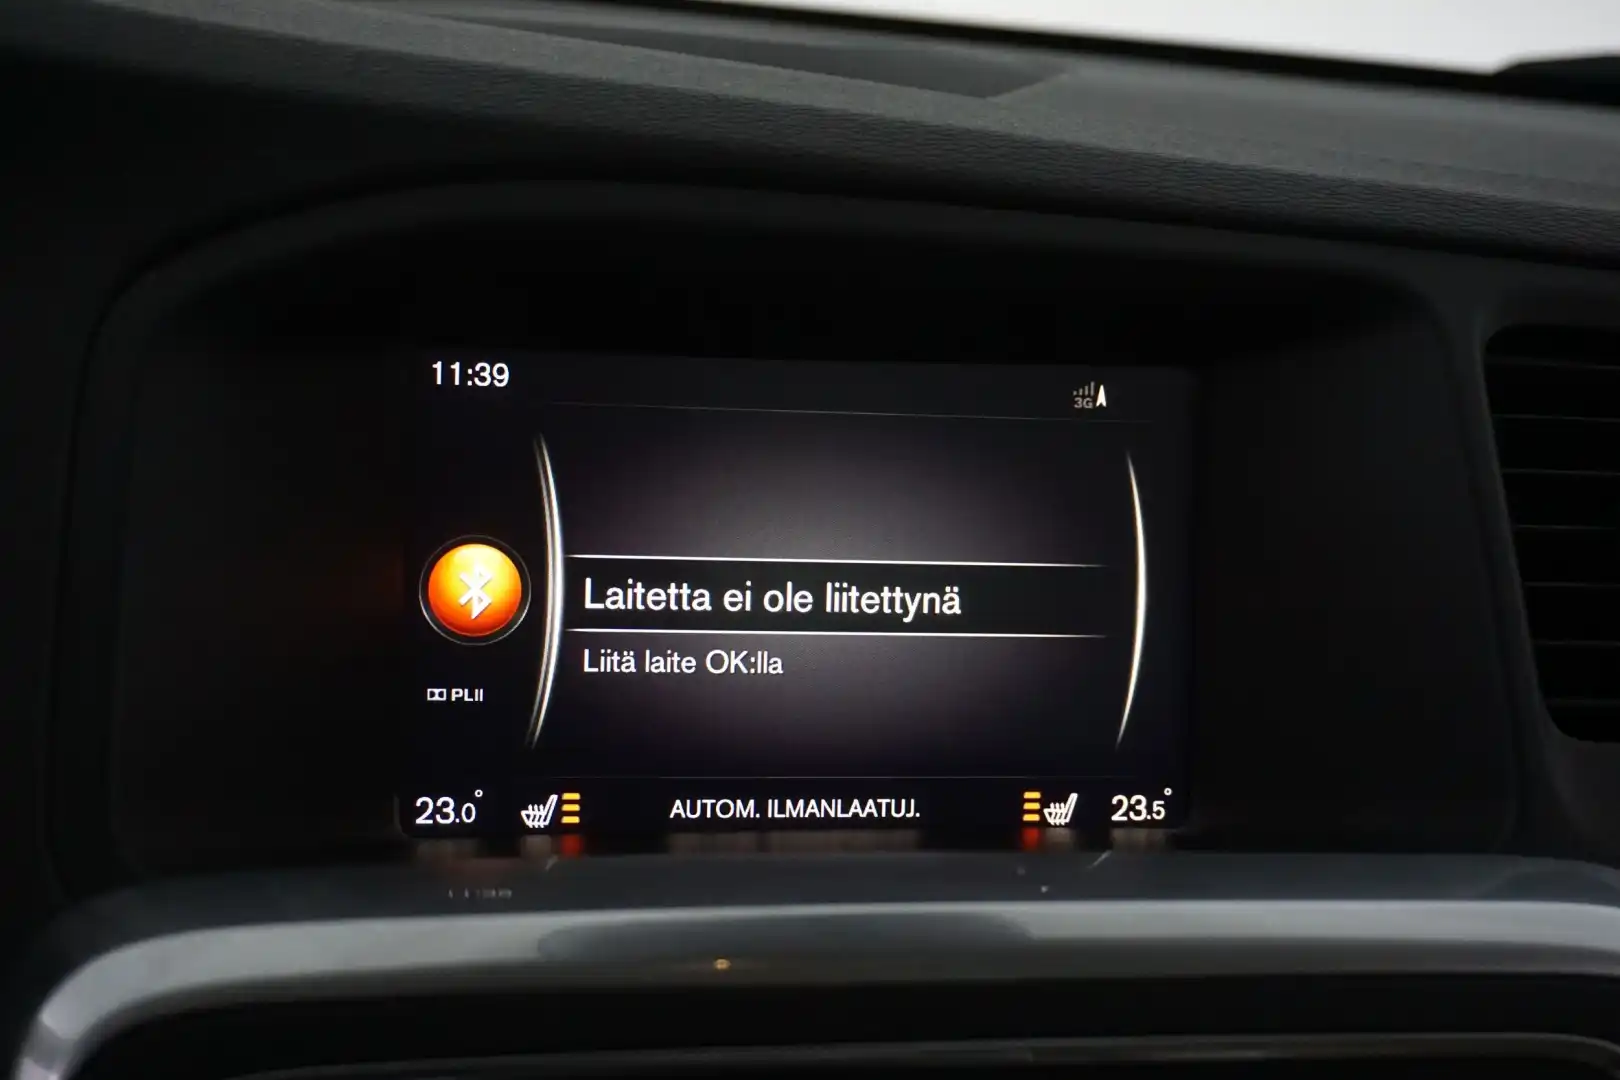 11:39
3G
Laitetta ei ole liitettynä
Liitä laite OK:lla
PLII
23.0°
AUTOM. ILMANLAATUJ.
23.5°